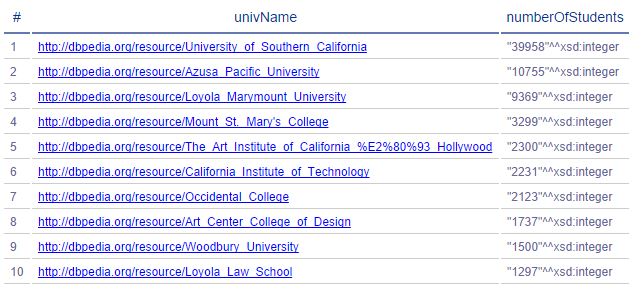 # univName numberOfStudents
1 http://dbpedia.org/resource/University_of_Southern_California "39958"^^xsd:integer
2 http://dbpedia.org/resource/Azusa_Pacific_University "10755"^^xsd:integer
3 http://dbpedia.org/resource/Loyola_Marymount_University "9369"^^xsd:integer
4 http://dbpedia.org/resource/Mount_St._Mary's_College "3299"^^xsd:integer
5 http://dbpedia.org/resource/The_Art_Institute_of_California_%E2%80%93_Hollywood "2300"^^xsd:integer
6 http://dbpedia.org/resource/California_Institute_of_Technology "2231"^^xsd:integer
7 http://dbpedia.org/resource/Occidental_College "2123"^^xsd:integer
8 http://dbpedia.org/resource/Art_Center_College_of_Design "1737"^^xsd:integer
9 http://dbpedia.org/resource/Woodbury_University "1500"^^xsd:integer
10 http://dbpedia.org/resource/Loyola_Law_School "1297"^^xsd:integer